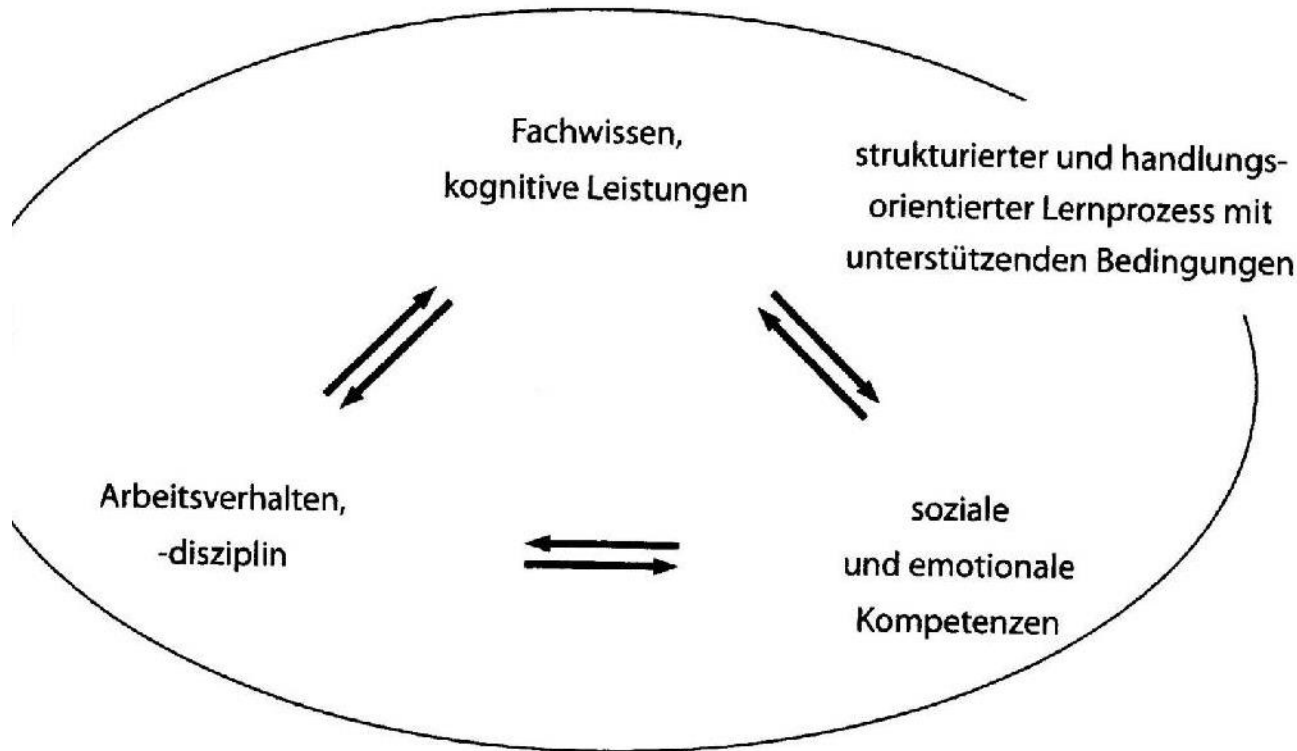 Fachwissen,
kognitive Leistungen
strukturierter und handlungs-
orientierter Lernprozess mit
unterstützenden Bedingungen
Arbeitsverhalten,
-disziplin
soziale
und emotionale
Kompetenzen